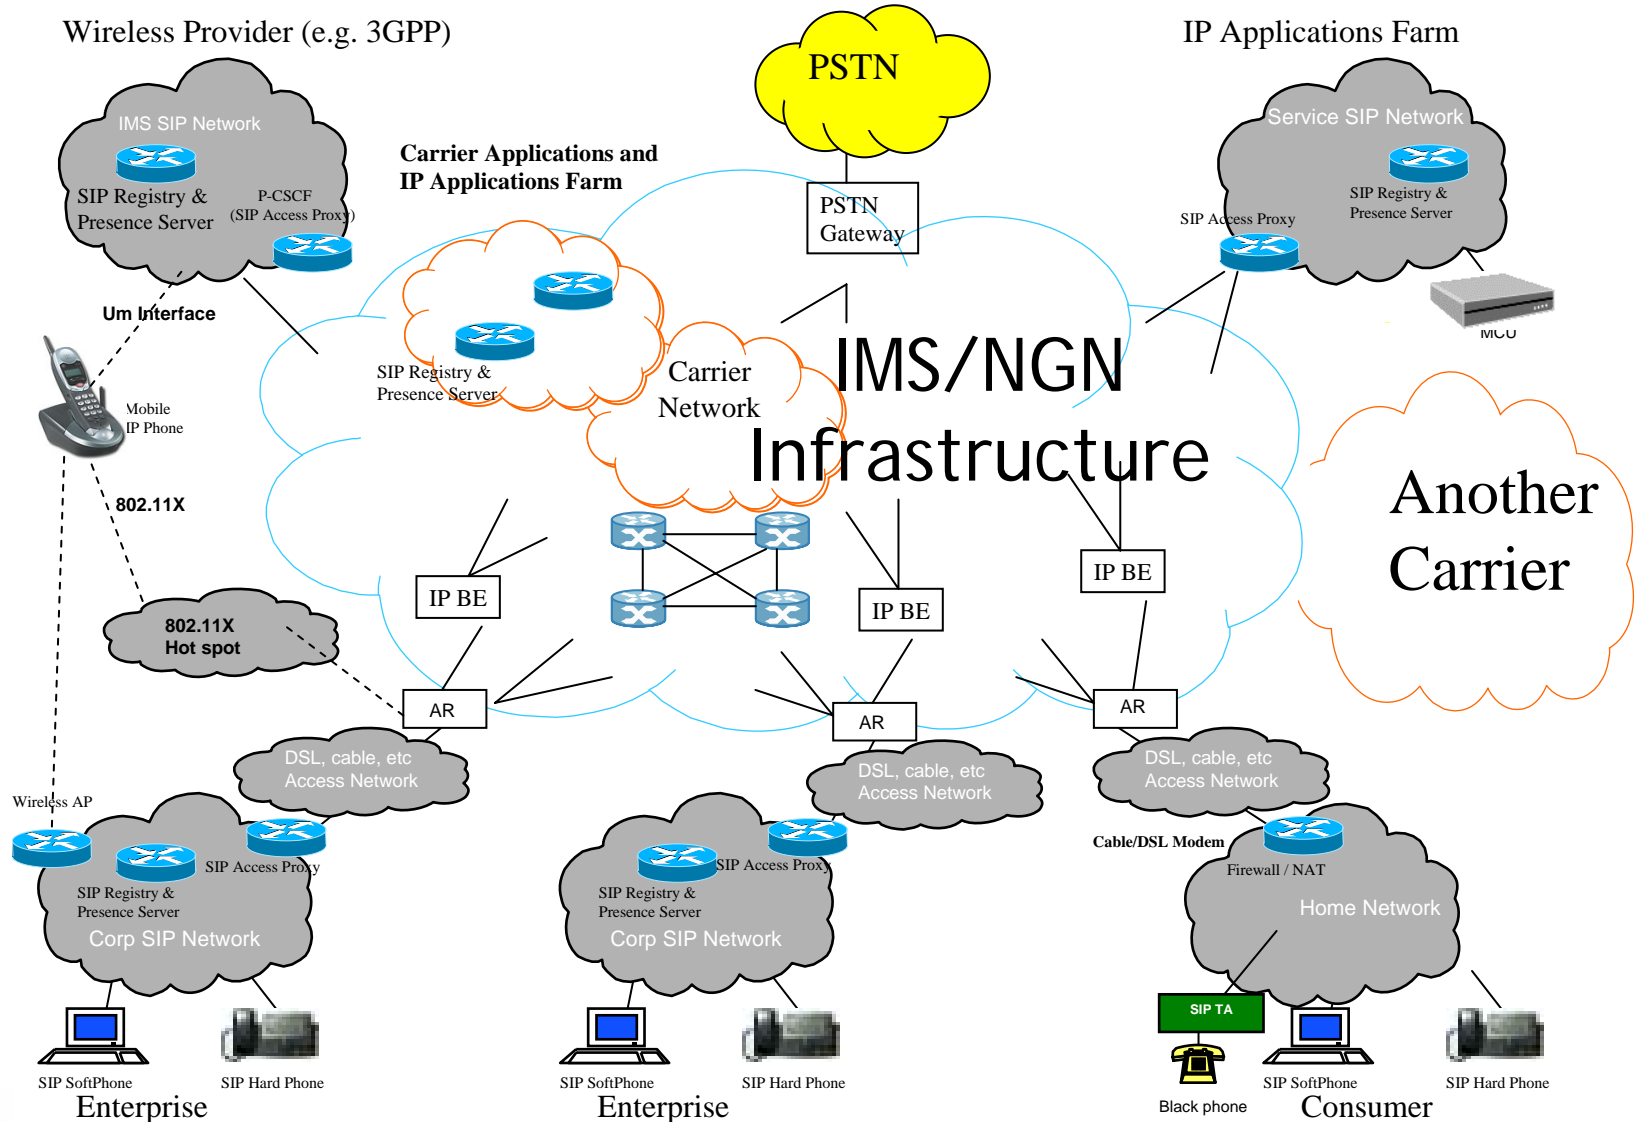 Wireless Provider (e.g. 3GPP)
PSTN
IP Applications Farm
IMS SIP Network
SIP Registry &
Presence Server
P-CSCF
(SIP Access Proxy)
Carrier Applications and
IP Applications Farm
PSTN
Gateway
Service SIP Network
SIP Registry &
Presence Server
SIP Access Proxy
MCU
Um Interface
Mobile
IP Phone
SIP Registry &
Presence Server
Carrier
Network
IMS/NGN
Infrastructure
Another
Carrier
802.11X
IP BE
IP BE
IP BE
802.11X
Hot spot
AR
AR
AR
DSL, cable, etc
Access Network
DSL, cable, etc
Access Network
DSL, cable, etc
Access Network
Wireless AP
SIP Access Proxy
SIP Registry &
Presence Server
Corp SIP Network
SIP Access Proxy
SIP Registry &
Presence Server
Corp SIP Network
Cable/DSL Modem
Firewall / NAT
Home Network
SIP TA
SIP SoftPhone
SIP Hard Phone
Enterprise
SIP SoftPhone
SIP Hard Phone
Enterprise
Black phone
SIP SoftPhone
SIP Hard Phone
Consumer